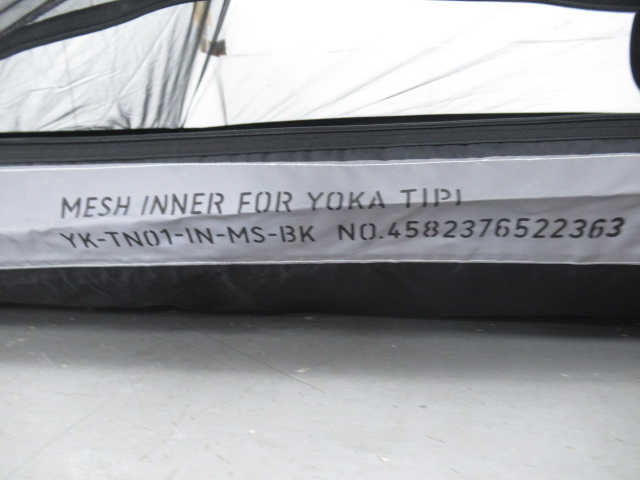 MESH INNER FOR YOKA TIPI
YK-TN01-IN-MS-BK NO.4582376522363